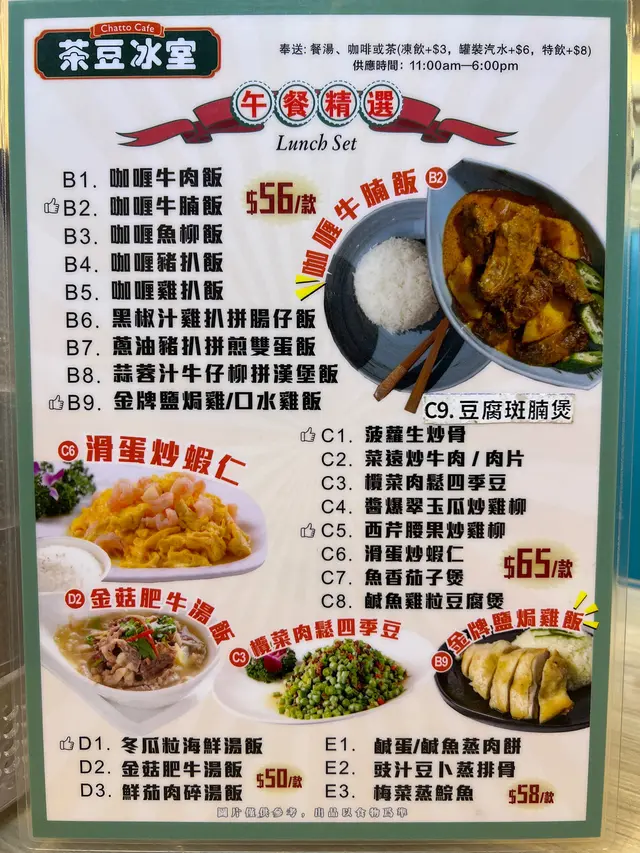 Chatto Cafe
茶豆冰室
奉送: 餐湯、咖啡或茶(凍飲+$3，罐裝汽水+$6，特飲+$8)
供應時間: 11:00am—6:00pm
午餐精選
Lunch Set
B1. 咖喱牛肉飯
B2. 咖喱牛腩飯
B3. 咖喱魚柳飯
B4. 咖喱豬扒飯
B5. 咖喱雞扒飯
B6. 黑椒汁雞扒拼腸仔飯
B7. 蔥油豬扒拼煎雙蛋飯
B8. 蒜蓉汁牛仔柳拼漢堡飯
B9. 金牌鹽焗雞/口水雞飯
$56/款
咖喱牛腩飯 B2
C9. 豆腐斑腩煲
C6 滑蛋炒蝦仁
C1. 菠蘿生炒骨
C2. 菜遠炒牛肉/肉片
C3. 欖菜肉鬆四季豆
C4. 醬爆翠玉瓜炒雞柳
C5. 西芹腰果炒雞柳
C6. 滑蛋炒蝦仁
C7. 魚香茄子煲
C8. 鹹魚雞粒豆腐煲
$65/款
D2 金菇肥牛湯飯
C3 欖菜肉鬆四季豆
B9 金牌鹽焗雞飯
D1. 冬瓜粒海鮮湯飯
D2. 金菇肥牛湯飯
D3. 鮮茄肉碎湯飯
$50/款
E1. 鹹蛋/鹹魚蒸肉餅
E2. 豉汁豆卜蒸排骨
E3. 梅菜蒸鯇魚
$58/款
圖片僅供參考，出品以食物為準